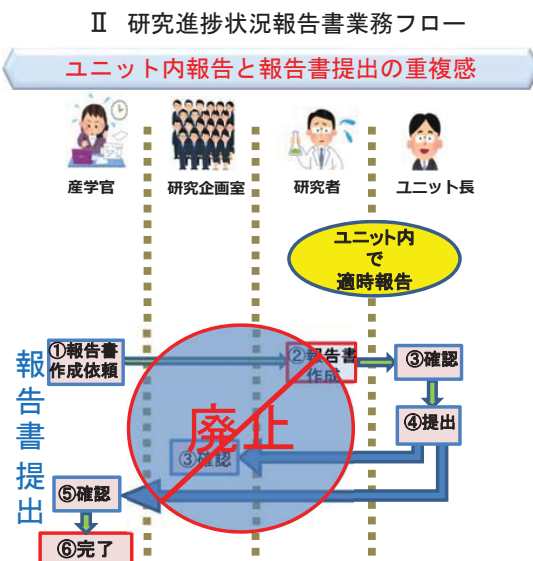 Ⅱ 研究進捗状況報告書業務フロー
ユニット内報告と報告書提出の重複感
産学官
研究企画室
研究者
ユニット長
ユニット内
で
適時報告
報告書提出
①報告書
作成依頼
②報告書
作成
③確認
④提出
廃止
③確認
⑤確認
⑥完了